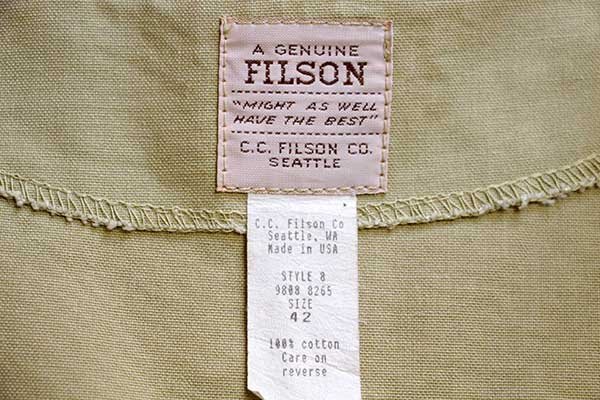 A GENUINE
FILSON
"MIGHT AS WELL
HAVE THE BEST"
C.C. FILSON CO.
SEATTLE
C.C. Filson Co
Seattle, WA
Made in USA
STYLE 8
9808 8265
SIZE
42
100% cotton
Care on
reverse